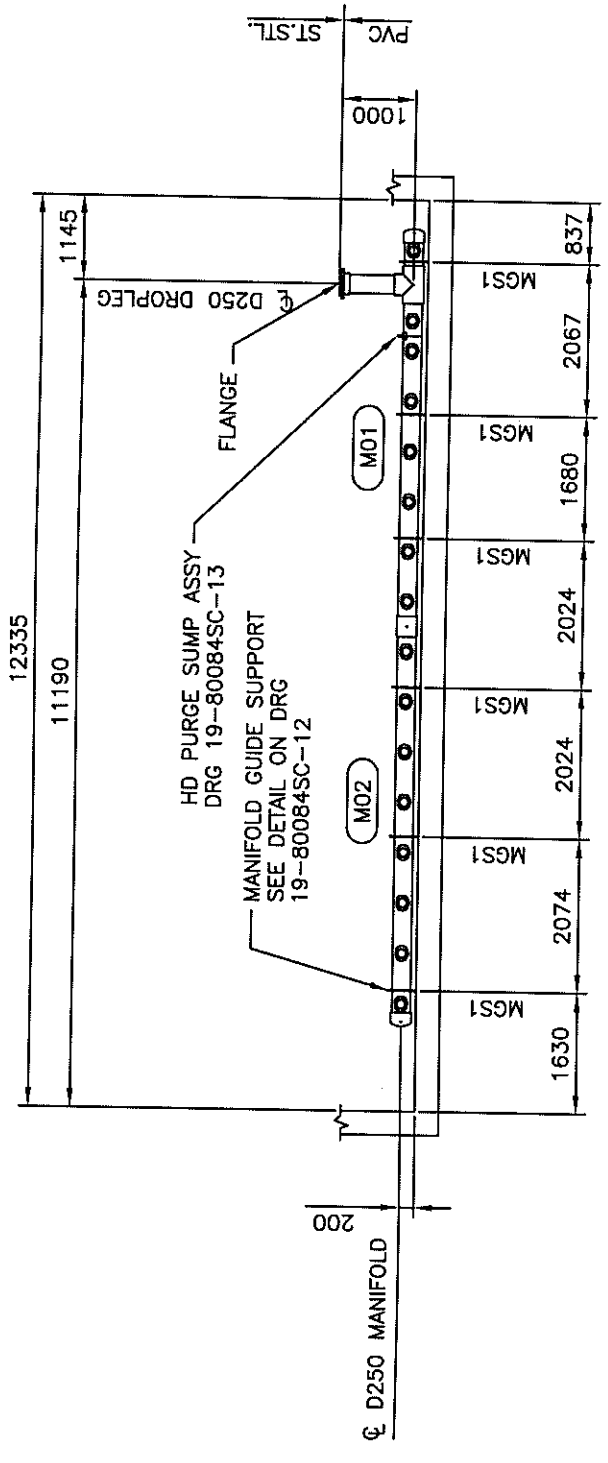 12335
11190
1145
℄ D250 DROPLEG
ST.STL.
PVC
1000
FLANGE
HD PURGE SUMP ASSY
DRG 19-80084SC-13
MANIFOLD GUIDE SUPPORT
SEE DETAIL ON DRG
19-80084SC-12
M02
M01
200
℄ D250 MANIFOLD
MGS1
MGS1
MGS1
MGS1
MGS1
MGS1
1630
2074
2024
2024
1680
2067
837